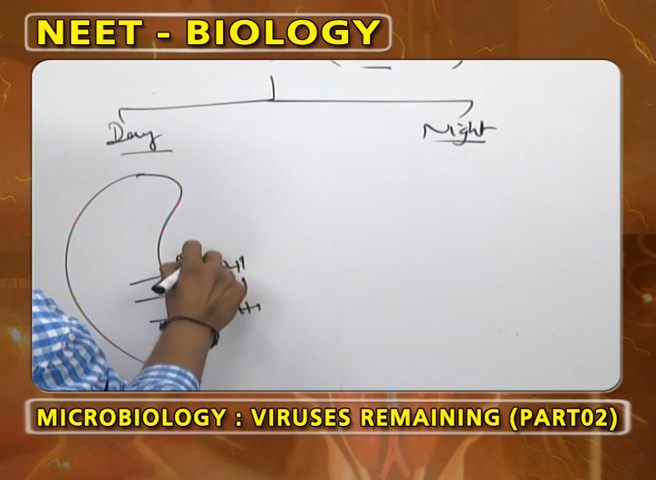 NEET - BIOLOGY
Day
Night
MICROBIOLOGY : VIRUSES REMAINING (PART02)